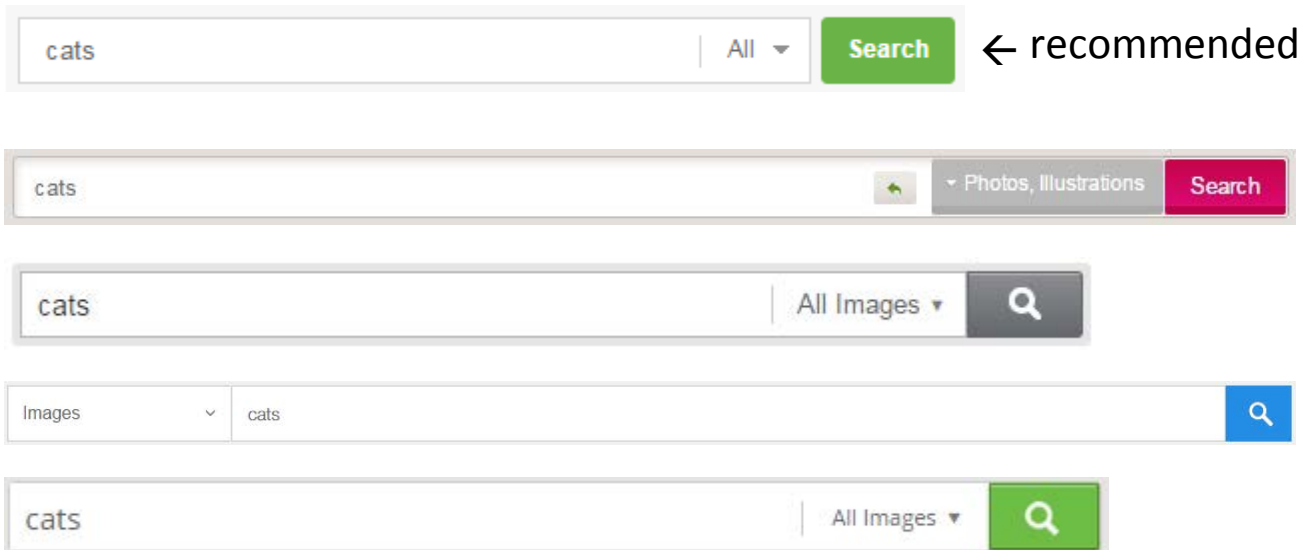 cats All Search ← recommended
cats Photos, Illustrations Search
cats All Images
Images cats
cats All Images